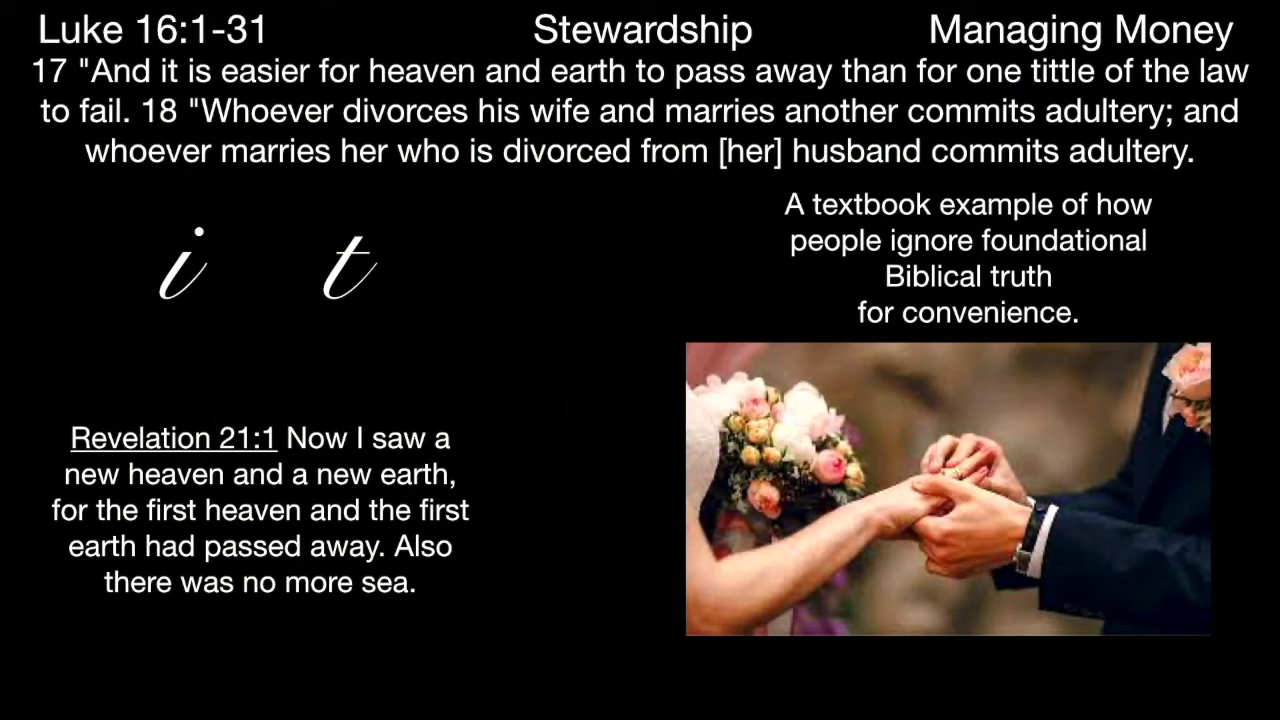 Luke 16:1-31 Stewardship Managing Money
17 "And it is easier for heaven and earth to pass away than for one tittle of the law
to fail. 18 "Whoever divorces his wife and marries another commits adultery; and
whoever marries her who is divorced from [her] husband commits adultery.
i t
A textbook example of how
people ignore foundational
Biblical truth
for convenience.
Revelation 21:1 Now I saw a
new heaven and a new earth,
for the first heaven and the first
earth had passed away. Also
there was no more sea.